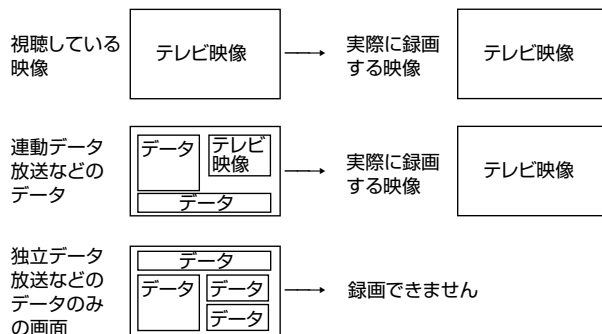 視聴している
映像
テレビ映像
実際に録画
する映像
テレビ映像
連動データ
放送などの
データ
データ
テレビ
映像
データ
実際に録画
する映像
テレビ映像
独立データ
放送などの
データのみ
の画面
データ
データ
データ
データ
録画できません